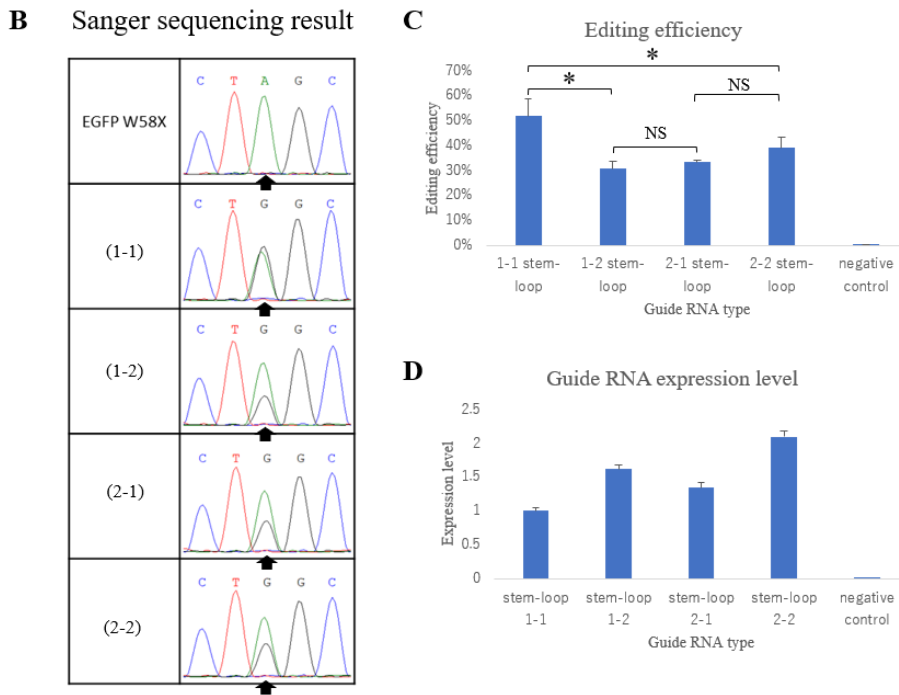 B Sanger sequencing result
EGFP W58X
C T A G C
(1-1)
C T G G C
(1-2)
C T G G C
(2-1)
C T G G C
(2-2)
C T G G C
C
Editing efficiency
*
*
NS
NS
70%
60%
50%
40%
30%
20%
10%
0%
Editing efficiency
1-1 stem-
loop
1-2 stem-
loop
2-1 stem-
loop
2-2 stem-
loop
negative
control
Guide RNA type
D
Guide RNA expression level
2.5
2
1.5
1
0.5
0
Expression level
stem-loop
1-1
stem-loop
1-2
stem-loop
2-1
stem-loop
2-2
negative
control
Guide RNA type